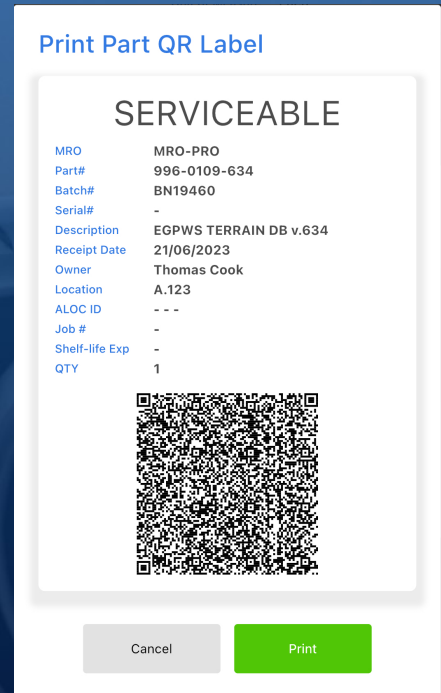 Print Part QR Label
SERVICEABLE
MRO MRO-PRO
Part# 996-0109-634
Batch# BN19460
Serial# -
Description EGPWS TERRAIN DB v.634
Receipt Date 21/06/2023
Owner Thomas Cook
Location A.123
ALOC ID - - -
Job # -
Shelf-life Exp -
QTY 1
Cancel Print